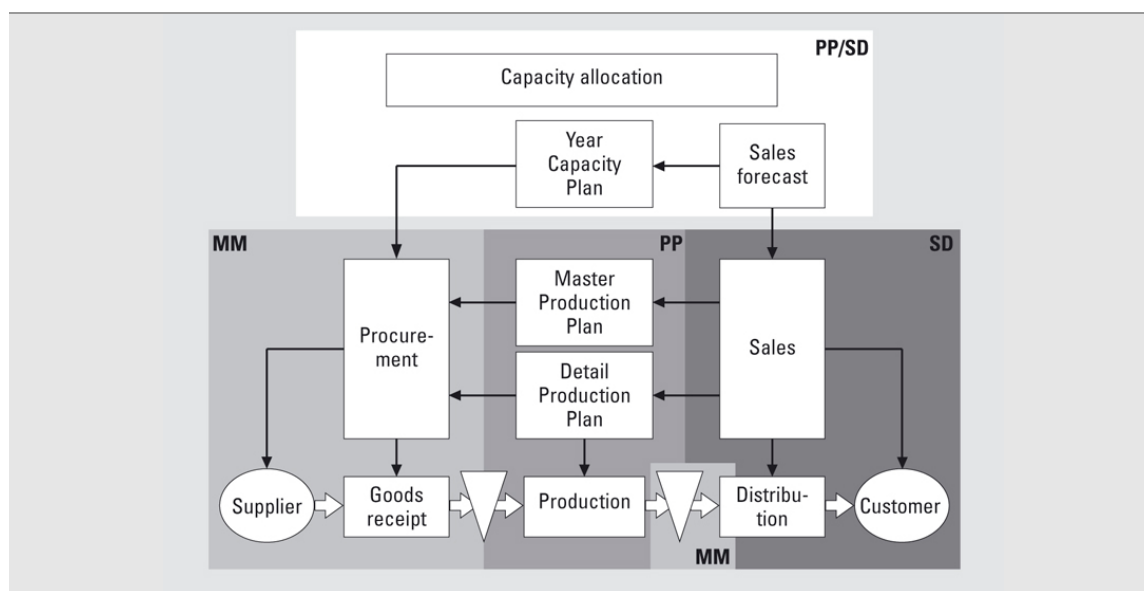 PP/SD
Capacity allocation
Year
Capacity
Plan
Sales
forecast
MM
PP
SD
Master
Production
Plan
Procure-
ment
Sales
Detail
Production
Plan
Supplier
Goods
receipt
Production
Distribu-
tion
Customer
MM